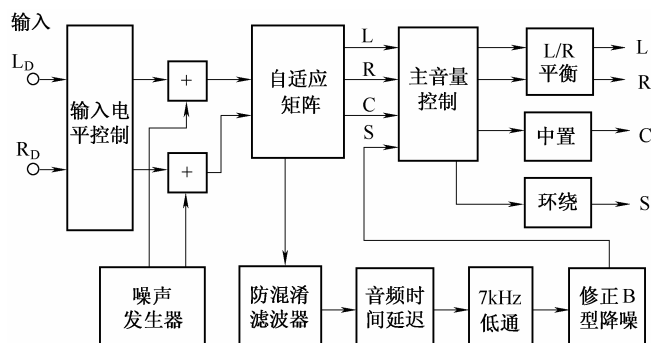 输入
L_D
R_D
输入电
平控制
+
+
噪声
发生器
自适应
矩阵
L
R
C
S
主音量
控制
L/R
平衡
中置
环绕
L
R
C
S
防混淆
滤波器
音频时
间延迟
7kHz
低通
修正B
型降噪